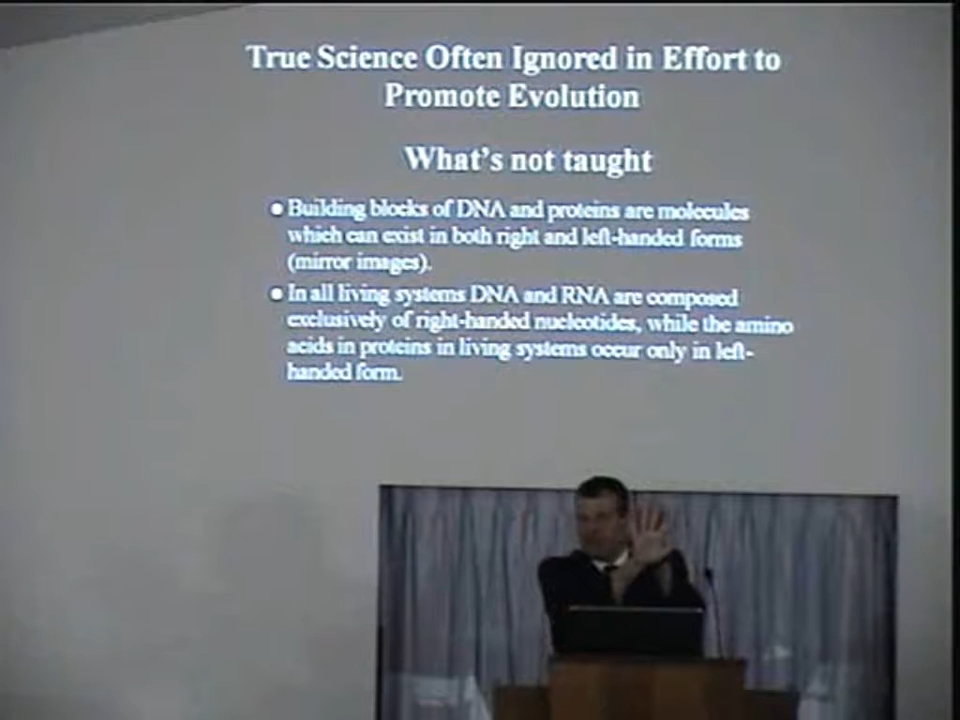 True Science Often Ignored in Effort to
Promote Evolution
What's not taught
• Building blocks of DNA and proteins are molecules
which can exist in both right and left-handed forms
(mirror images).
• In all living systems DNA and RNA are composed
exclusively of right-handed nucleotides, while the amino
acids in proteins in living systems occur only in left-
handed form.